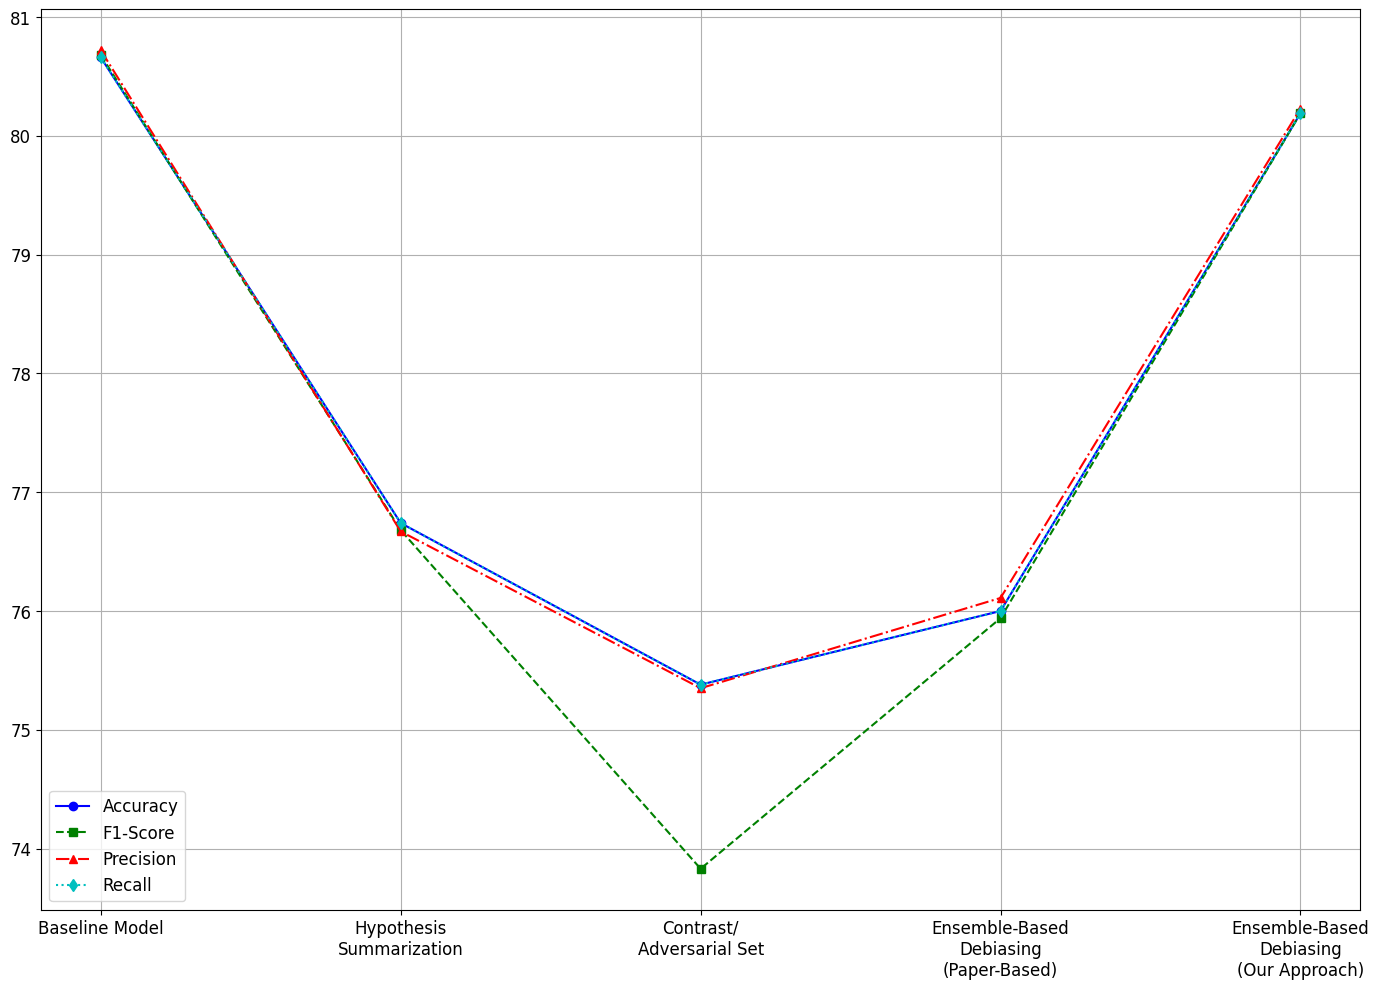 81
80
79
78
77
76
75
74
Accuracy
F1-Score
Precision
Recall
Baseline Model
Hypothesis
Summarization
Contrast/
Adversarial Set
Ensemble-Based
Debiasing
(Paper-Based)
Ensemble-Based
Debiasing
(Our Approach)